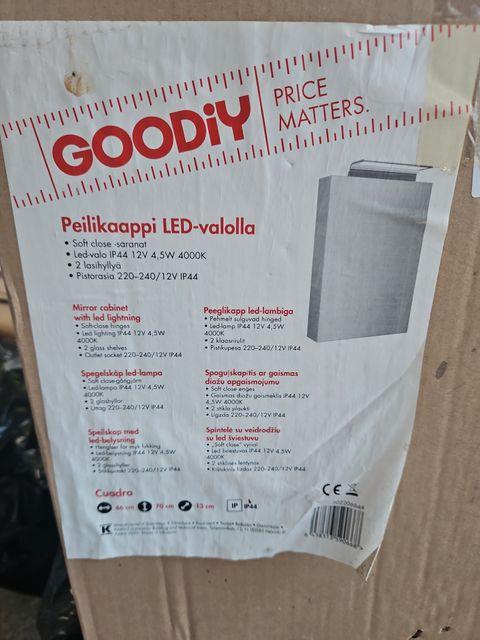 GOODiY
PRICE
MATTERS.
Peilikaappi LED-valolla
• Soft close -saranat
• Led-valo IP44 12V 4,5W 4000K
• 2 lasihyllyä
• Pistorasia 220–240/12V IP44
Mirror cabinet
with led lightning
• Soft-close hinges
• Led lighting IP44 12V 4,5W
4000K
• 2 glass shelves
• Outlet socket 220–240/12V IP44
Peeglikapp led-lambiga
• Pehmelt sulguvad hinged
• Led-lamp IP44 12V 4,5W
4000K
• 2 klaasriiulit
• Pistikupesa 220–240/12V IP44
Spegelskåp led-lampa
• Soft close-gångjärn
• Led-lampa IP44 12V 4,5W
4000K
• 2 glashyllor
• Uttag 220–240/12V IP44
Spoguļskapītis ar gaismas
diožu apgaismojumu
• Soft close eņģes
• Gaismas diožu gaismeklis IP44 12V
4,5W 4000K
• 2 stikla plaukti
• Ligzda 220–240/12V IP44
Speilskap med
led-belysning
• Hengsler for myk lukking
• Led-belysning IP44 12V 4,5W
4000K
• 2 glasshyller
• Stikkontakt 220–240/12V IP44
Spintelė su veidrodžiu
su led šviestuvu
• „Soft close“ vyriai
• Led šviestuvas IP44 12V 4,5W
4000K
• 2 stiklinės lentynos
• Kištukinis lizdas 220–240/12V IP44
Cuadro
46 cm 70 cm 13 cm IP IP44
CE
K